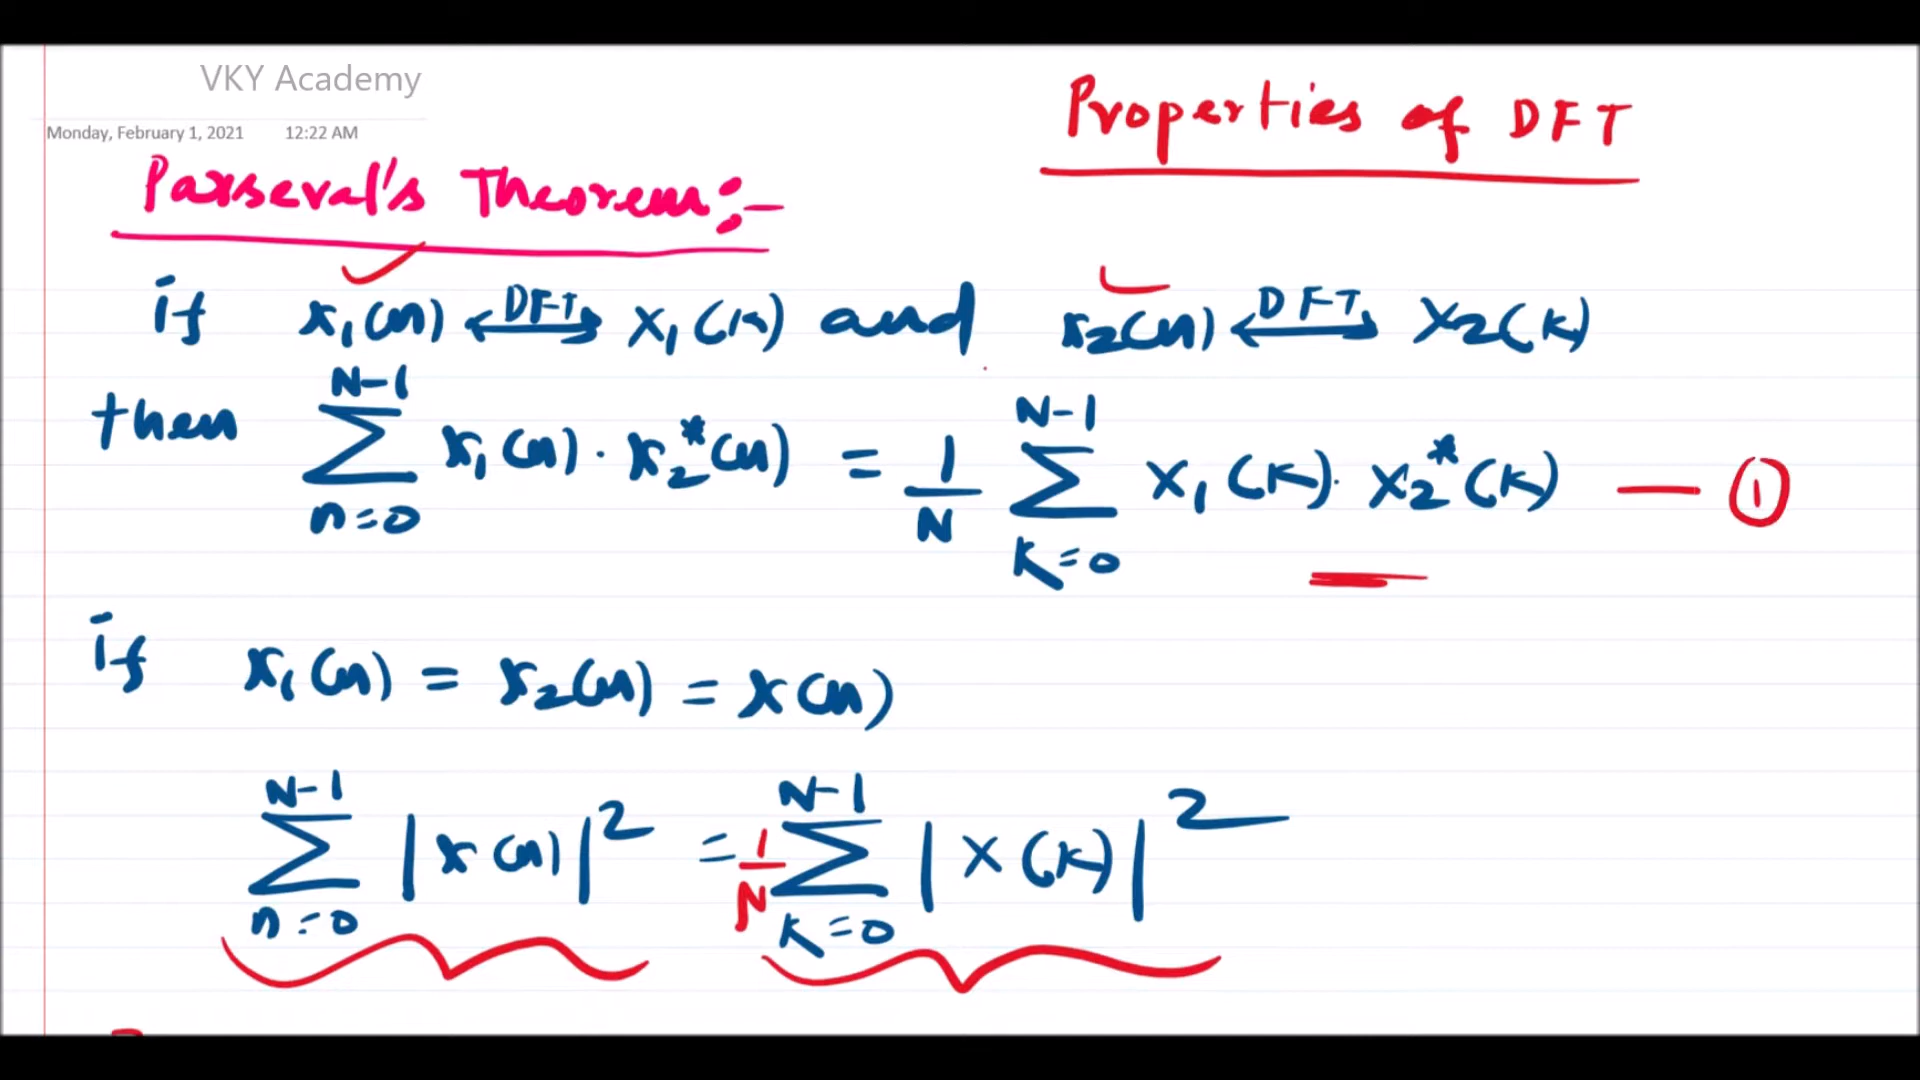 VKY Academy
Properties of DFT
Monday, February 1, 2021 12:22 AM
Parseval's Theorem:-
if x₁(n) ⟷DFT X₁(k) and x₂(n) ⟷DFT X₂(k)
then ∑_{n=0}^{N-1} x₁(n) · x₂*(n) = 1/N ∑_{k=0}^{N-1} X₁(k) · X₂*(k) — ①
if x₁(n) = x₂(n) = x(n)
∑_{n=0}^{N-1} |x(n)|² = 1/N ∑_{k=0}^{N-1} |X(k)|²